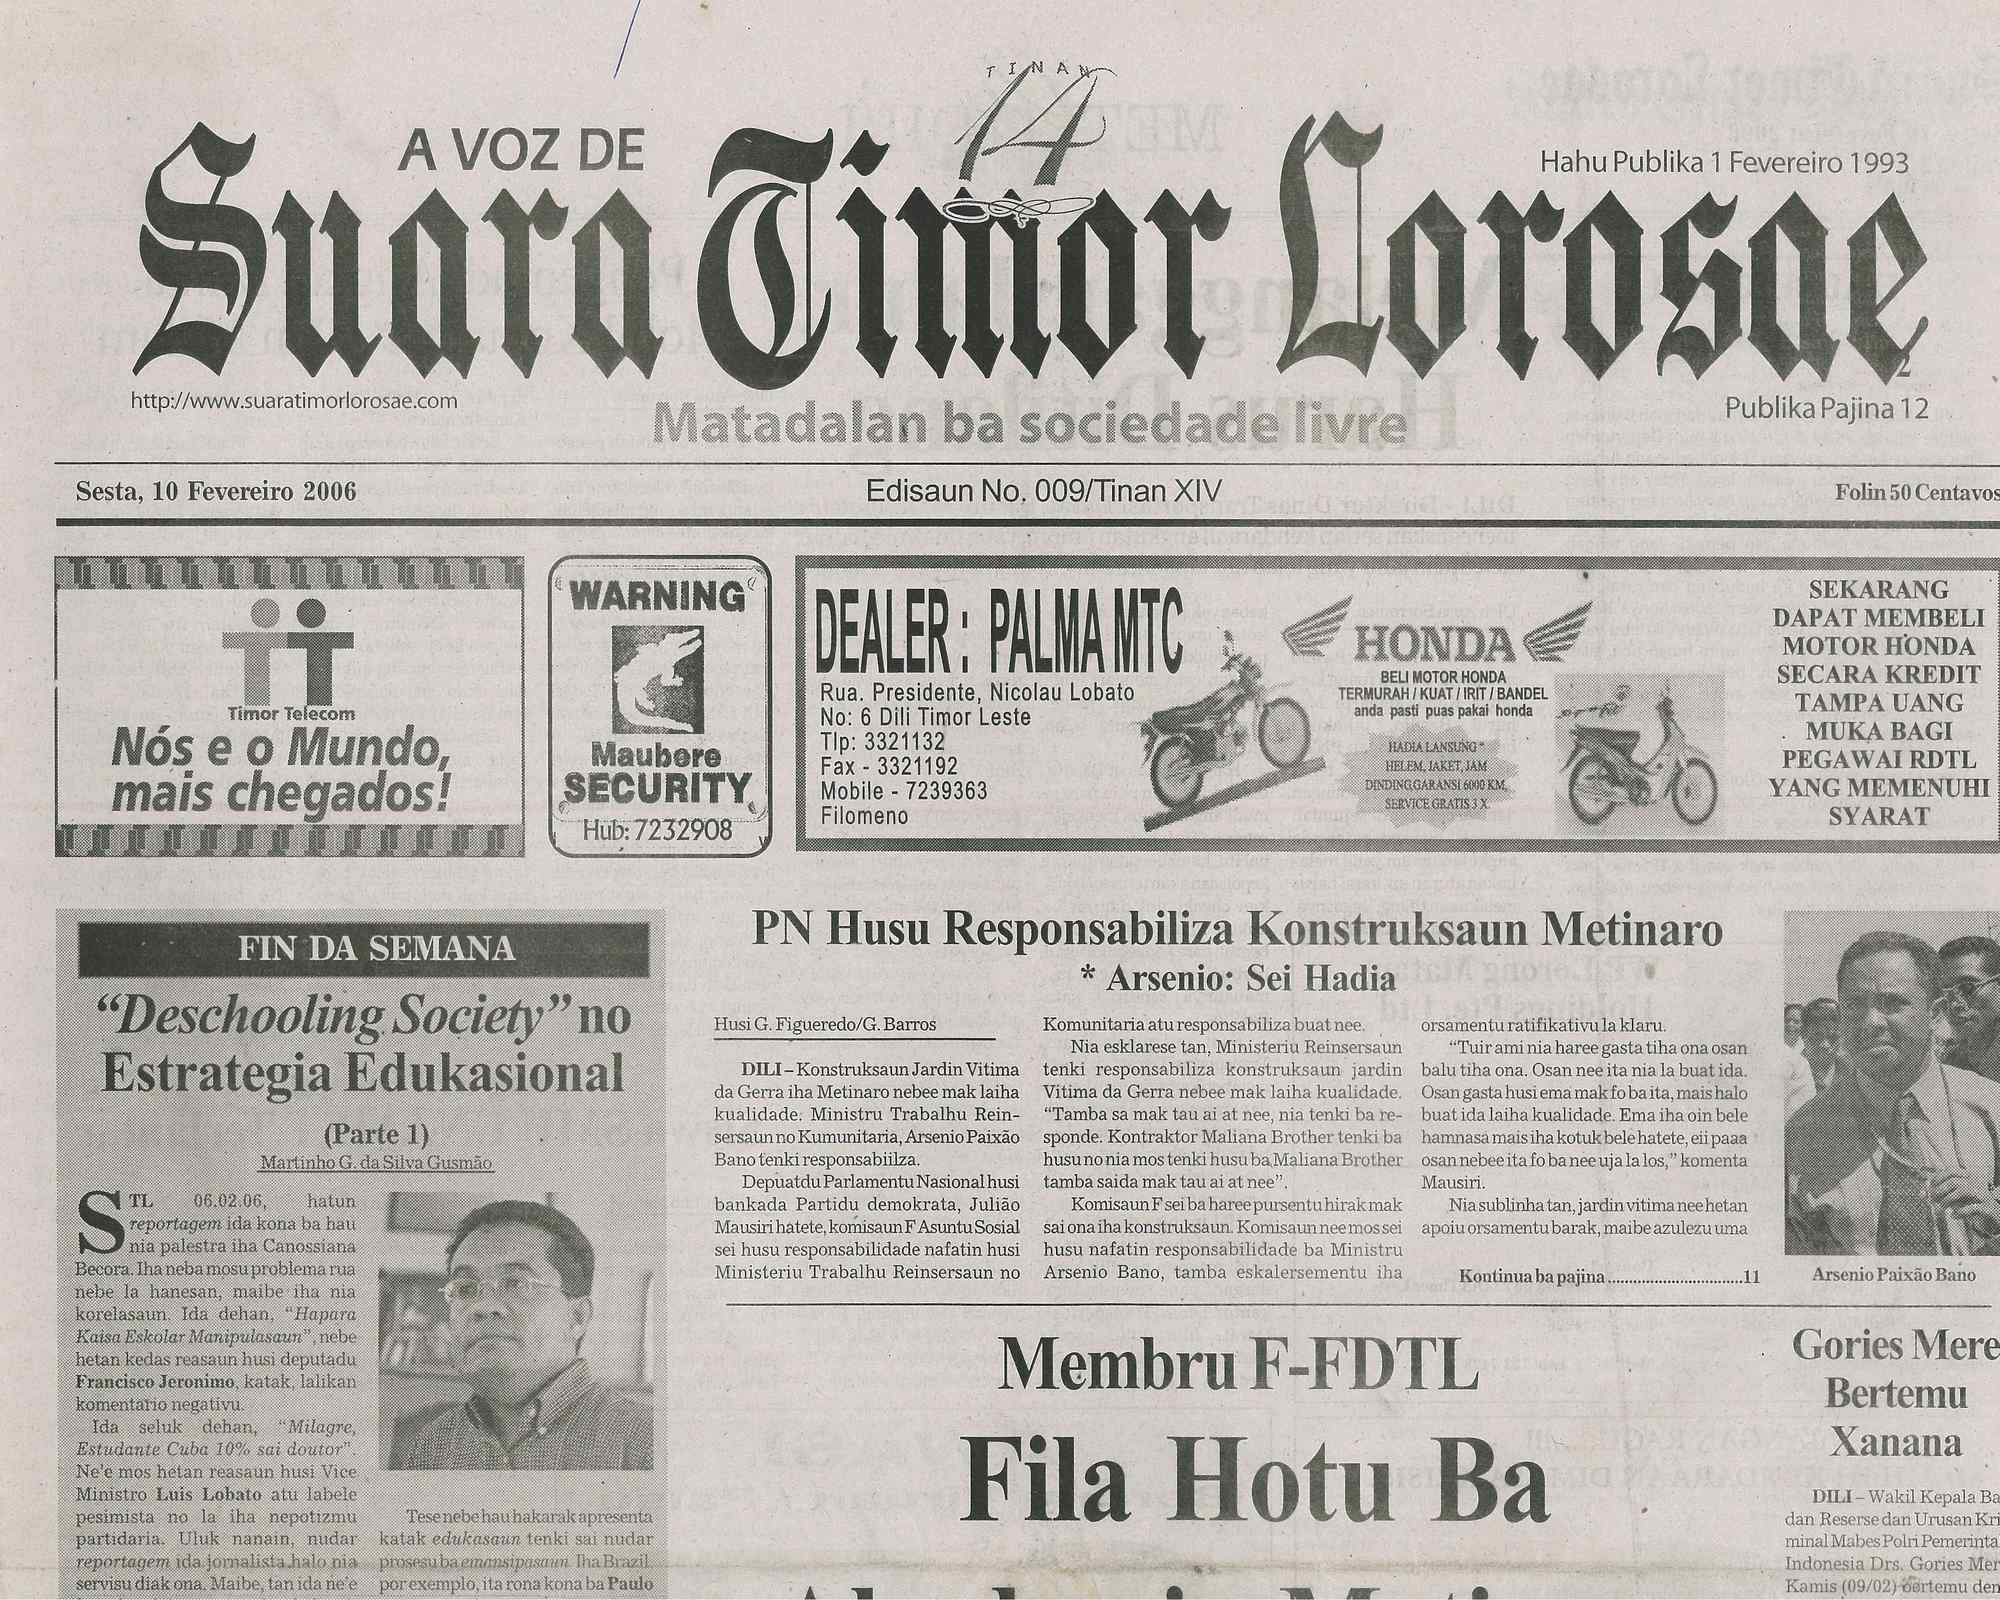 TINAN
14
A VOZ DE
Hahu Publika 1 Fevereiro 1993
Suara Timor Lorosae
http://www.suaratimorlorosae.com
Matadalan ba sociedade livre
Publika Pajina 12
Sesta, 10 Fevereiro 2006
Edisaun No. 009/Tinan XIV
Folin 50 Centavos
Timor Telecom
Nós e o Mundo,
mais chegados!
WARNING
Maubere
SECURITY
Hub: 7232908
DEALER : PALMA MTC
Rua. Presidente, Nicolau Lobato
No: 6 Dili Timor Leste
Tlp: 3321132
Fax - 3321192
Mobile - 7239363
Filomeno
HONDA
BELI MOTOR HONDA
TERMURAH / KUAT / IRIT / BANDEL
anda pasti puas pakai honda
HADIA LANSUNG "
HELEM, JAKET, JAM
DINDING,GARANSI 6000 KM,
SERVICE GRATIS 3 X.
SEKARANG
DAPAT MEMBELI
MOTOR HONDA
SECARA KREDIT
TAMPA UANG
MUKA BAGI
PEGAWAI RDTL
YANG MEMENUHI
SYARAT
FIN DA SEMANA
“Deschooling Society” no
Estrategia Edukasional
(Parte 1)
Martinho G. da Silva Gusmão
STL 06.02.06, hatun
reportagem ida kona ba hau
nia palestra iha Canossiana
Becora. Iha neba mosu problema rua
nebe la hanesan, maibe iha nia
korelasaun. Ida dehan, “Hapara
Kaisa Eskolar Manipulasaun”, nebe
hetan kedas reasaun husi deputadu
Francisco Jeronimo, katak, lalikan
komentario negativu.
Ida seluk dehan, “Milagre,
Estudante Cuba 10% sai doutor”.
Ne'e mos hetan reasaun husi Vice
Ministro Luis Lobato atu labele
pesimista no la iha nepotizmu
partidaria. Uluk nanain, nudar
reportagem ida jornalista halo nia
servisu diak ona. Maibe, tan ida ne'e
Tese nebe hau hakarak apresenta
katak edukasaun tenki sai nudar
prosesu ba emansipasaun. Iha Brazil
por exemplo, ita rona kona ba Paulo
PN Husu Responsabiliza Konstruksaun Metinaro
* Arsenio: Sei Hadia
Husi G. Figueredo/G. Barros
DILI – Konstruksaun Jardin Vitima
da Gerra iha Metinaro nebee mak laiha
kualidade. Ministru Trabalhu Rein-
sersaun no Kumunitaria, Arsenio Paixão
Bano tenki responsabiilza.
Depuatdu Parlamentu Nasional husi
bankada Partidu demokrata, Julião
Mausiri hatete, komisaun F Asuntu Sosial
sei husu responsabilidade nafatin husi
Ministeriu Trabalhu Reinsersaun no
Komunitaria atu responsabiliza buat nee.
Nia esklarese tan, Ministeriu Reinsersaun
tenki responsabiliza konstruksaun jardin
Vitima da Gerra nebee mak laiha kualidade.
“Tamba sa mak tau ai at nee, nia tenki ba re-
sponde. Kontraktor Maliana Brother tenki ba
husu no nia mos tenki husu ba Maliana Brother
tamba saida mak tau ai at nee”.
Komisaun F sei ba haree pursentu hirak mak
sai ona iha konstruksaun. Komisaun nee mos sei
husu nafatin responsabilidade ba Ministru
Arsenio Bano, tamba eskalersementu iha
orsamentu ratifikativu la klaru.
“Tuir ami nia haree gasta tiha ona osan
balu tiha ona. Osan nee ita nia la buat ida.
Osan gasta husi ema mak fo ba ita, mais halo
buat ida laiha kualidade. Ema iha oin bele
hamnasa mais iha kotuk bele hatete, eii paaa
osan nebee ita fo ba nee uja la los,” komenta
Mausiri.
Nia sublinha tan, jardin vitima nee hetan
apoiu orsamentu barak, maibe azulezu uma
Kontinua ba pajina ................................11
Arsenio Paixão Bano
Membru F-FDTL
Fila Hotu Ba
Gories Mere
Bertemu
Xanana
DILI – Wakil Kepala Ba
dan Reserse dan Urusan Kri
minal Mabes Polri Pemerinta
Indonesia Drs. Gories Mer
Kamis (09/02) bertemu den